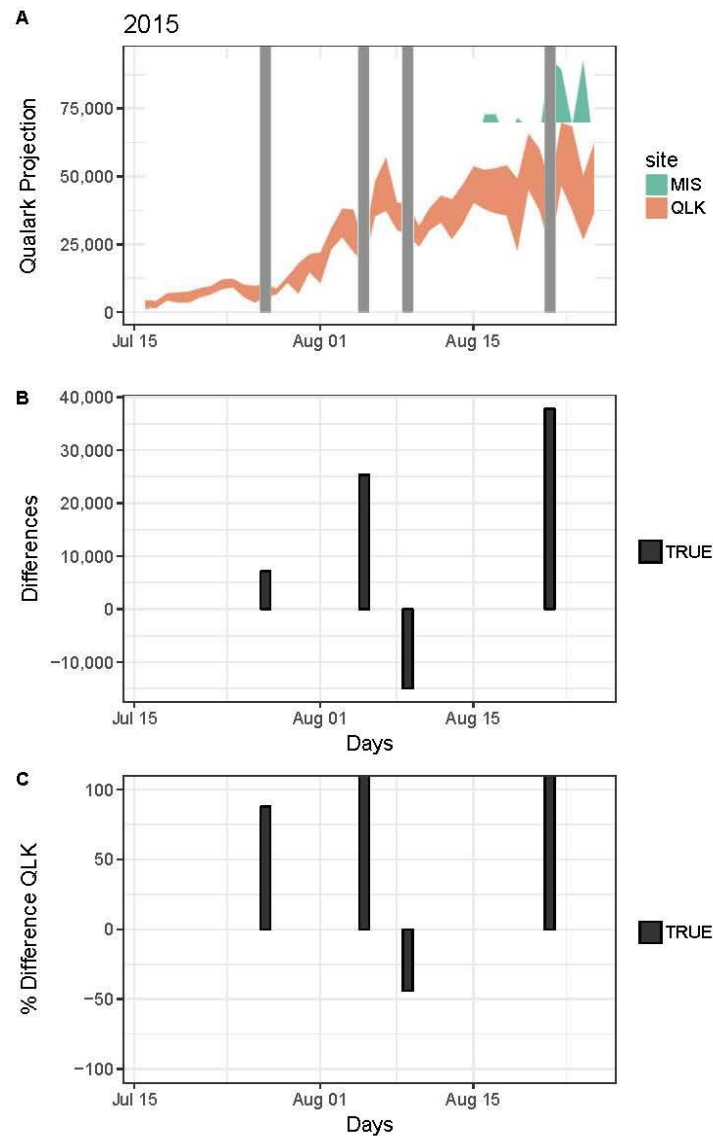 A
2015
Qualark Projection
75,000
50,000
25,000
0
Jul 15
Aug 01
Aug 15
site
MIS
QLK
B
Differences
40,000
30,000
20,000
10,000
0
−10,000
Jul 15
Aug 01
Aug 15
Days
TRUE
C
% Difference QLK
100
50
0
−50
−100
Jul 15
Aug 01
Aug 15
Days
TRUE